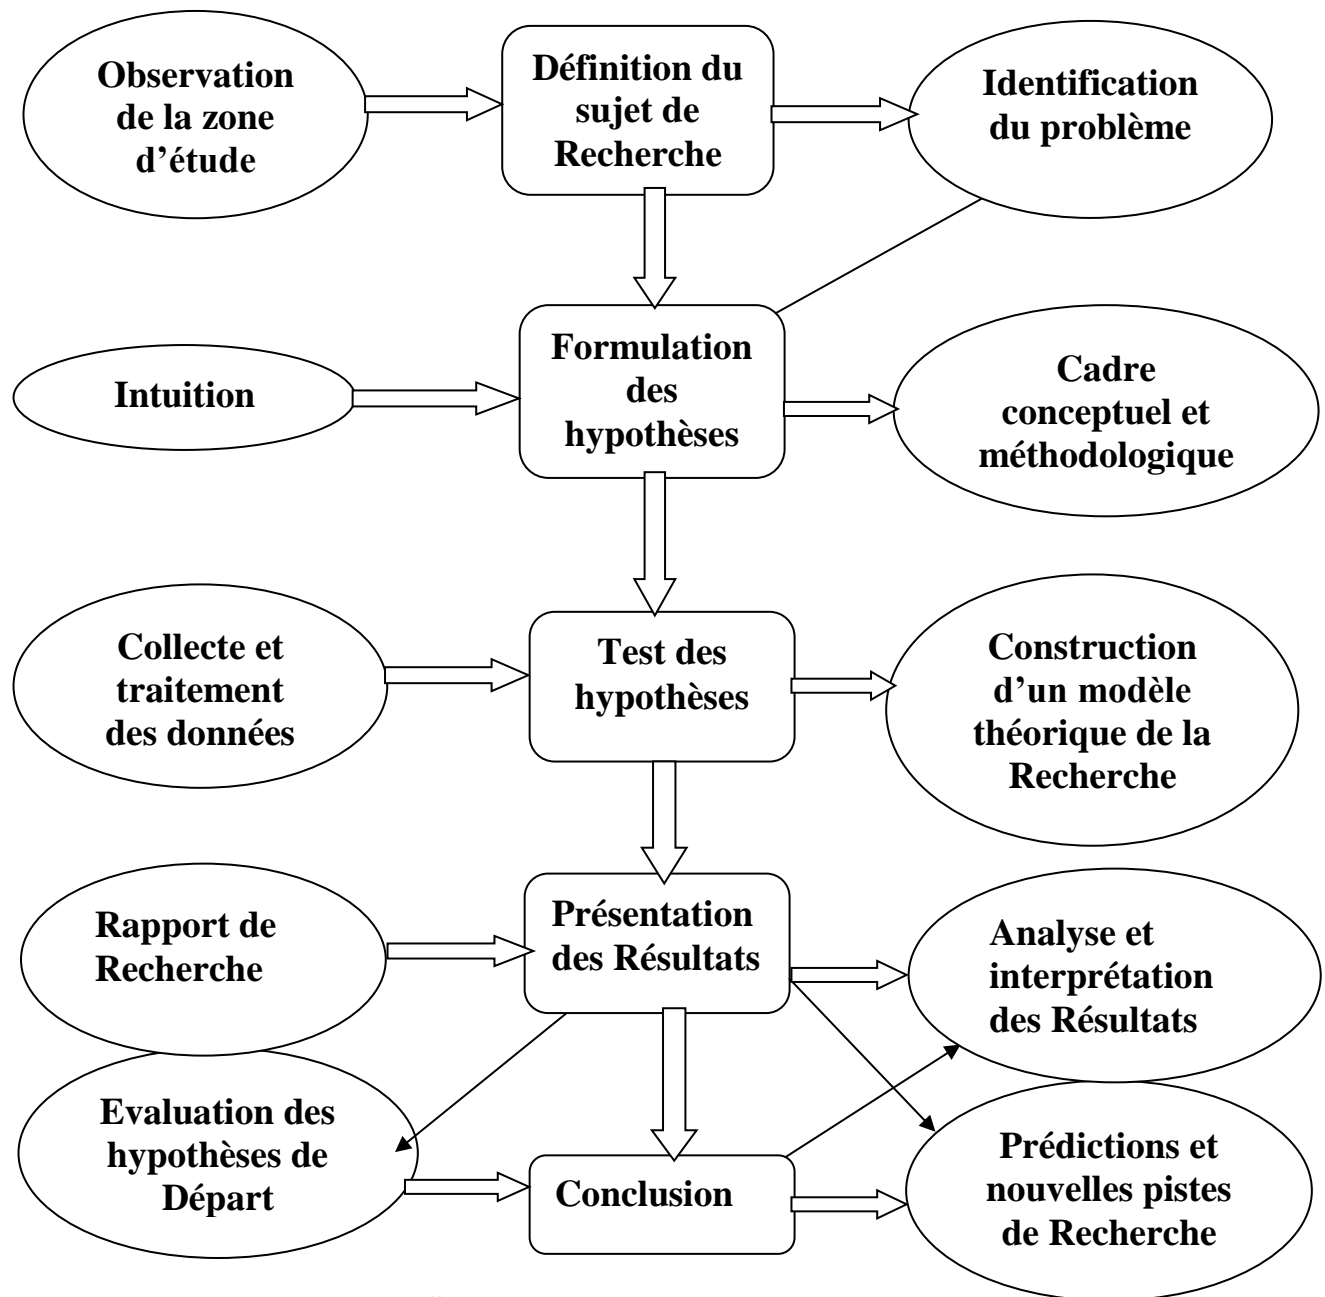 Observation
de la zone
d’étude
Définition du
sujet de
Recherche
Identification
du problème
Intuition
Formulation
des
hypothèses
Cadre
conceptuel et
méthodologique
Collecte et
traitement
des données
Test des
hypothèses
Construction
d’un modèle
théorique de la
Recherche
Rapport de
Recherche
Présentation
des Résultats
Analyse et
interprétation
des Résultats
Evaluation des
hypothèses de
Départ
Conclusion
Prédictions et
nouvelles pistes
de Recherche